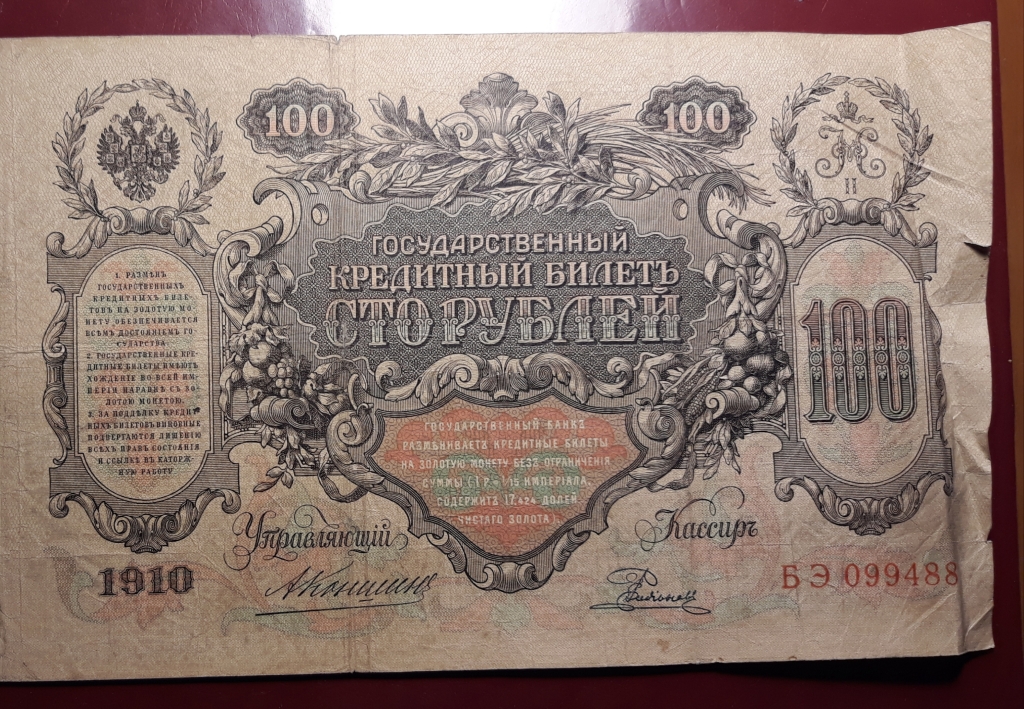 100
100
II
ГОСУДАРСТВЕННЫЙ
КРЕДИТНЫЙ БИЛЕТЪ
СТО РУБЛЕЙ
1. РАЗМѢНЪ
ГОСУДАРСТВЕННЫХЪ
КРЕДИТНЫХЪ БИЛЕ-
ТОВЪ НА ЗОЛОТУЮ МО-
НЕТУ ОБЕЗПЕЧИВАЕТСЯ
ВСѢМЪ ДОСТОЯНІЕМЪ ГО-
СУДАРСТВА.
2. ГОСУДАРСТВЕННЫЕ КРЕ-
ДИТНЫЕ БИЛЕТЫ ИМѢЮТЪ
ХОЖДЕНІЕ ВО ВСЕЙ ИМ-
ПЕРІИ НАРАВНѢ СЪ ЗО-
ЛОТОЮ МОНЕТОЮ.
3. ЗА ПОДДѢЛКУ КРЕДИТ-
НЫХЪ БИЛЕТОВЪ ВИНОВНЫЕ
ПОДВЕРГАЮТСЯ ЛИШЕНІЮ
ВСѢХЪ ПРАВЪ СОСТОЯНІЯ
И ССЫЛКѢ ВЪ КАТОРЖ-
НУЮ РАБОТУ
100
ГОСУДАРСТВЕННЫЙ БАНКЪ
РАЗМѢНИВАЕТЪ КРЕДИТНЫЕ БИЛЕТЫ
НА ЗОЛОТУЮ МОНЕТУ БЕЗЪ ОГРАНИЧЕНІЯ
СУММЫ (1 Р. = 1/15 ИМПЕРІАЛА,
СОДЕРЖИТЪ 17,424 ДОЛЕЙ
ЧИСТАГО ЗОЛОТА).
Управляющій
Кассиръ
1910
АКоншинъ
Родионов
БЭ 099488